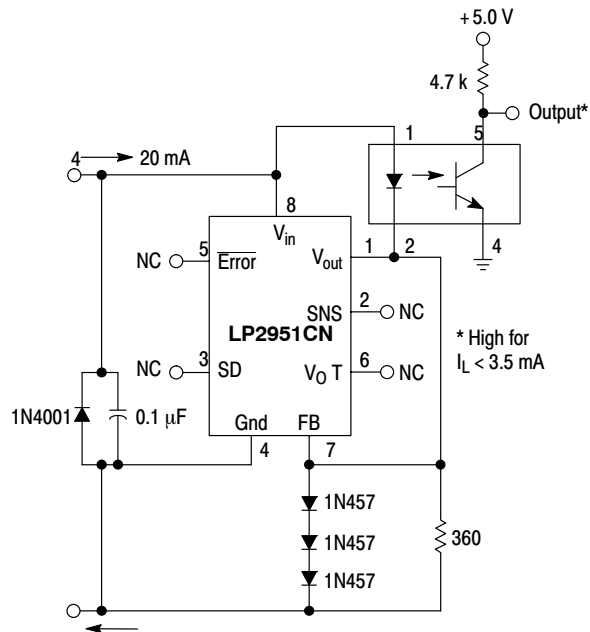 +5.0 V
4.7 k
Output*
1
5
4
20 mA
8
Vin
5
NC
Error
Vout
1
2
4
SNS
2
NC
LP2951CN
* High for
IL < 3.5 mA
NC
3
SD
VO T
6
NC
1N4001
0.1 µF
Gnd
FB
4
7
1N457
1N457
360
1N457